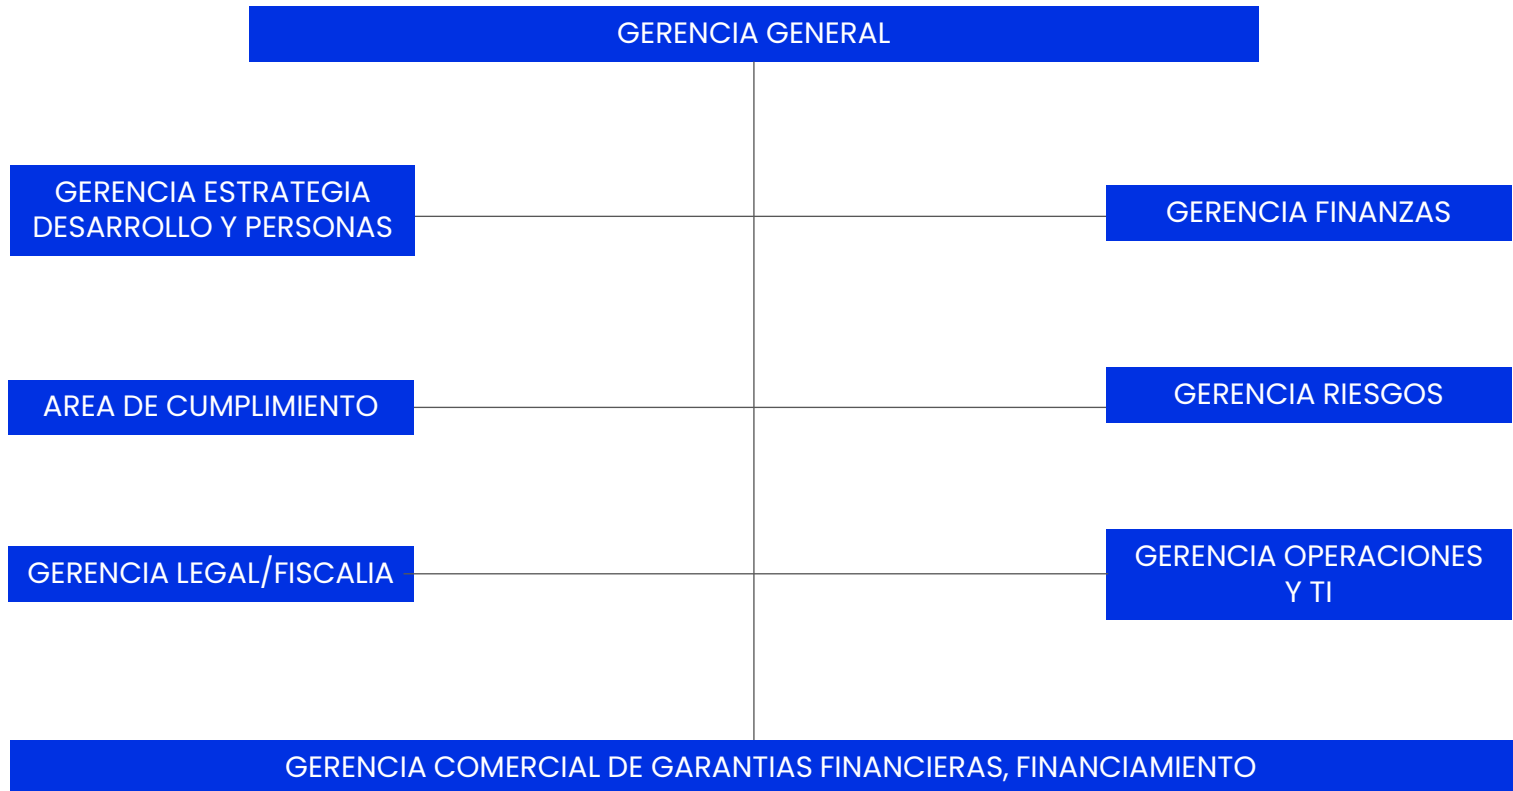 GERENCIA GENERAL
GERENCIA ESTRATEGIA
DESARROLLO Y PERSONAS
GERENCIA FINANZAS
AREA DE CUMPLIMIENTO
GERENCIA RIESGOS
GERENCIA LEGAL/FISCALIA
GERENCIA OPERACIONES
Y TI
GERENCIA COMERCIAL DE GARANTIAS FINANCIERAS, FINANCIAMIENTO